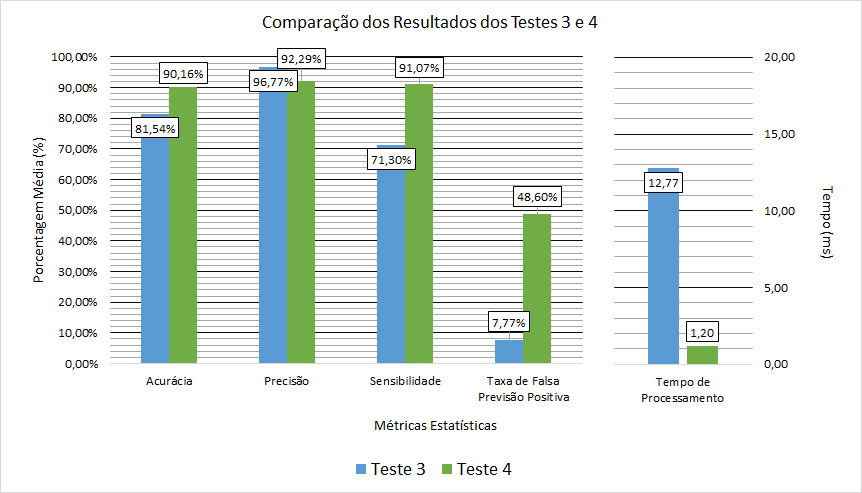 Comparação dos Resultados dos Testes 3 e 4
100,00%
90,00%
80,00%
70,00%
60,00%
50,00%
40,00%
30,00%
20,00%
10,00%
0,00%
Porcentagem Média (%)
90,16%
81,54%
92,29%
96,77%
91,07%
71,30%
48,60%
7,77%
12,77
1,20
20,00
15,00
10,00
5,00
0,00
Tempo (ms)
Acurácia
Precisão
Sensibilidade
Taxa de Falsa
Previsão Positiva
Tempo de
Processamento
Métricas Estatísticas
Teste 3
Teste 4